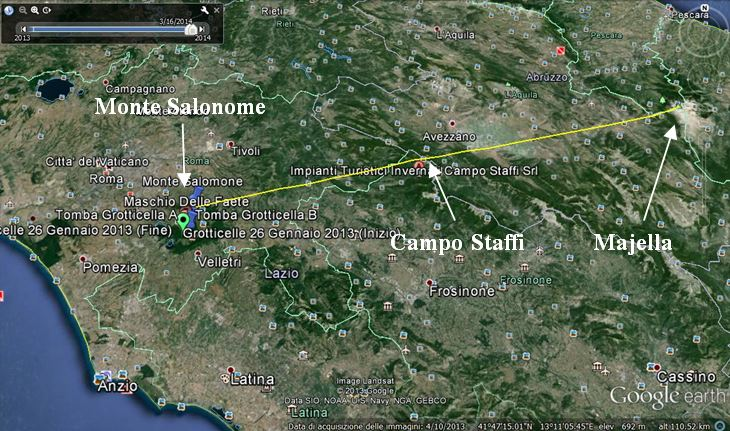 3/16/2014
2013
2014
N
Rieti
Rieti
L'Aquila
Pescara
Pescara
Abruzzo
L'Aquila
Campagnano
Monte Salonome
Avezzano
Tivoli
Roma
Citta' del Vaticano
Roma
Impianti Turistici Invernali Campo Staffi Srl
Monte Salomone
Maschio Delle Faete
Tomba Grotticella A
Tomba Grotticella B
celle 26 Gennaio 2013 (Fine)
Grotticelle 26 Gennaio 2013 (Inizio)
Campo Staffi
Majella
Pomezia
Velletri
Lazio
Frosinone
Frosinone
Cassino
Anzio
Latina
Latina
Image Landsat
© 2013 Google
Data SIO, NOAA, U.S. Navy, NGA, GEBCO
Google earth
Data di acquisizione delle immagini: 4/10/2013 41°47'15.01"N 13°11'05.45"E elev 692 m alt 110.52 km